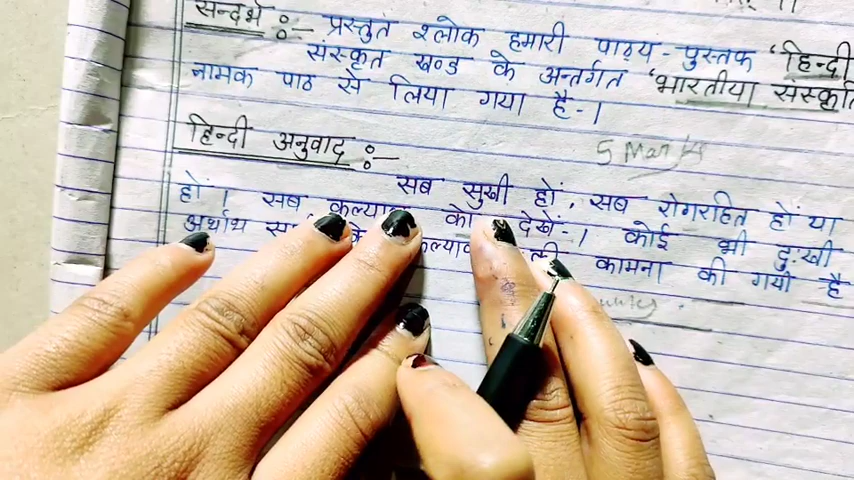 सन्दर्भ :- प्रस्तुत श्लोक हमारी पाठ्य-पुस्तक 'हिन्दी
संस्कृत खण्ड के अन्तर्गत 'भारतीया संस्कृति
नामक पाठ से लिया गया है-।
हिन्दी अनुवाद :-
5 Marks
सब सुखी हों, सब रोगरहित हों या
हों। सब कल्याण को देखें-। कोई भी दुःखी
अर्थाथ कामना की गयी है